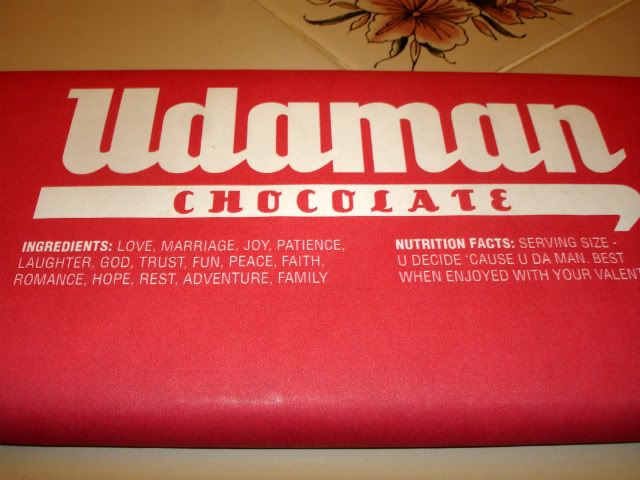 Udaman
CHOCOLATE
INGREDIENTS: LOVE, MARRIAGE, JOY, PATIENCE,
LAUGHTER, GOD, TRUST, FUN, PEACE, FAITH,
ROMANCE, HOPE, REST, ADVENTURE, FAMILY
NUTRITION FACTS: SERVING SIZE -
U DECIDE 'CAUSE U DA MAN. BEST
WHEN ENJOYED WITH YOUR VALENT